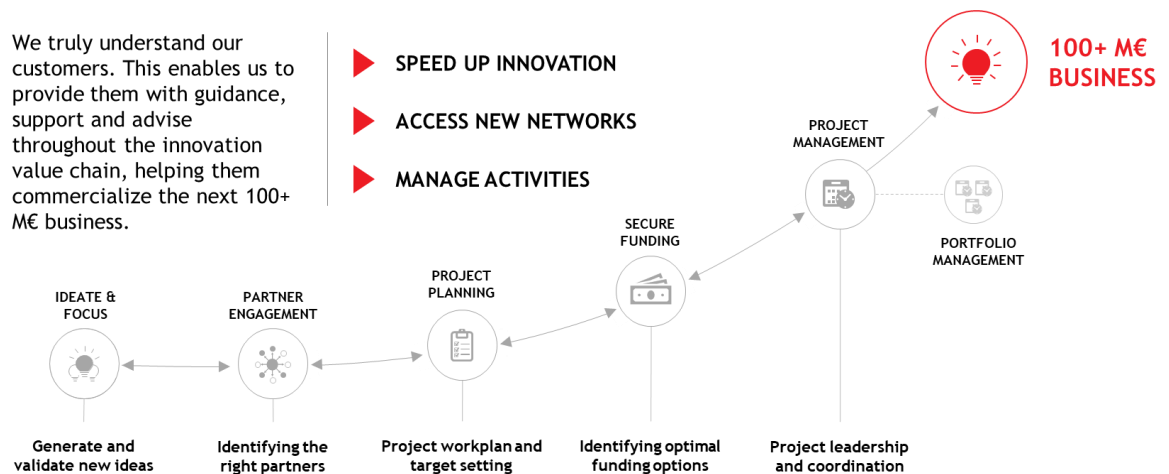 We truly understand our
customers. This enables us to
provide them with guidance,
support and advise
throughout the innovation
value chain, helping them
commercialize the next 100+
M€ business.
SPEED UP INNOVATION
ACCESS NEW NETWORKS
MANAGE ACTIVITIES
100+ M€
BUSINESS
PROJECT
MANAGEMENT
PORTFOLIO
MANAGEMENT
SECURE
FUNDING
PROJECT
PLANNING
PARTNER
ENGAGEMENT
IDEATE &
FOCUS
Generate and
validate new ideas
Identifying the
right partners
Project workplan and
target setting
Identifying optimal
funding options
Project leadership
and coordination